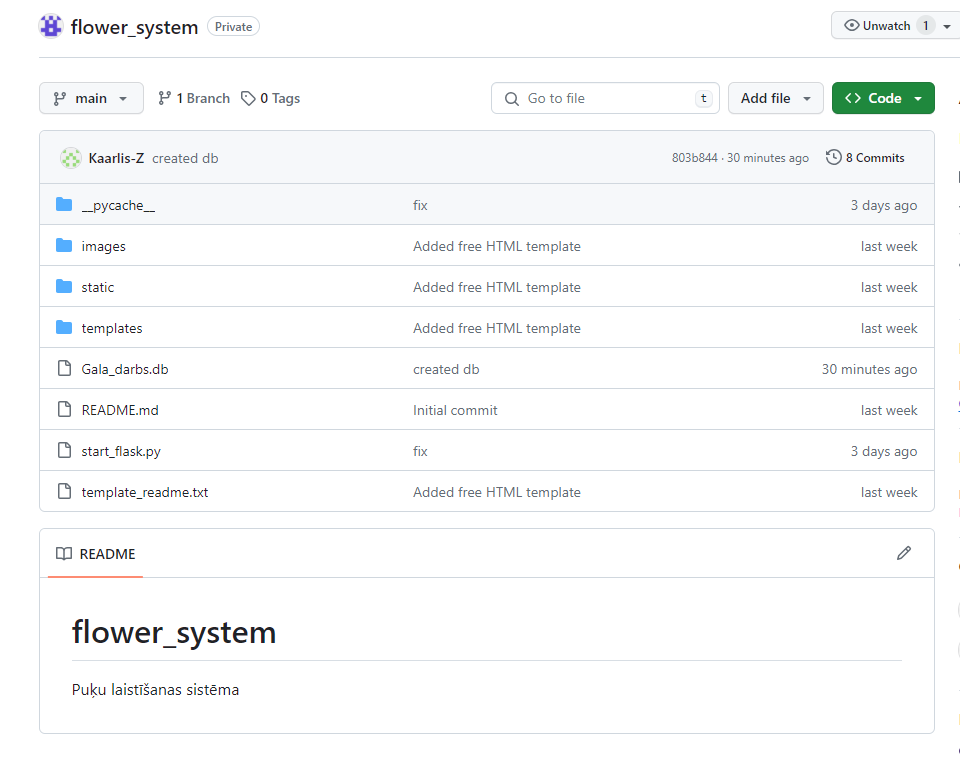 flower_system Private Unwatch 1
main 1 Branch 0 Tags Go to file t Add file Code
Kaarlis-Z created db 803b844 · 30 minutes ago 8 Commits
__pycache__ fix 3 days ago
images Added free HTML template last week
static Added free HTML template last week
templates Added free HTML template last week
Gala_darbs.db created db 30 minutes ago
README.md Initial commit last week
start_flask.py fix 3 days ago
template_readme.txt Added free HTML template last week
README
flower_system
Puķu laistīšanas sistēma